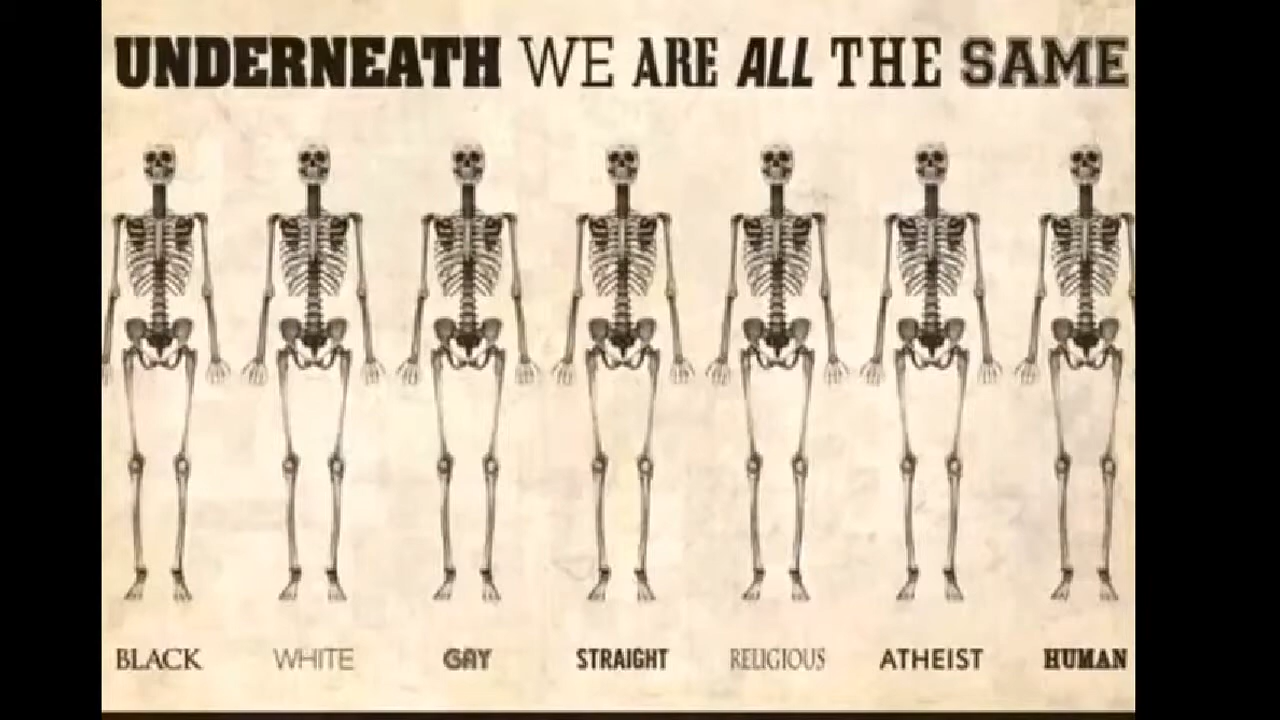 UNDERNEATH WE ARE ALL THE SAME
BLACK WHITE GAY STRAIGHT RELIGIOUS ATHEIST HUMAN